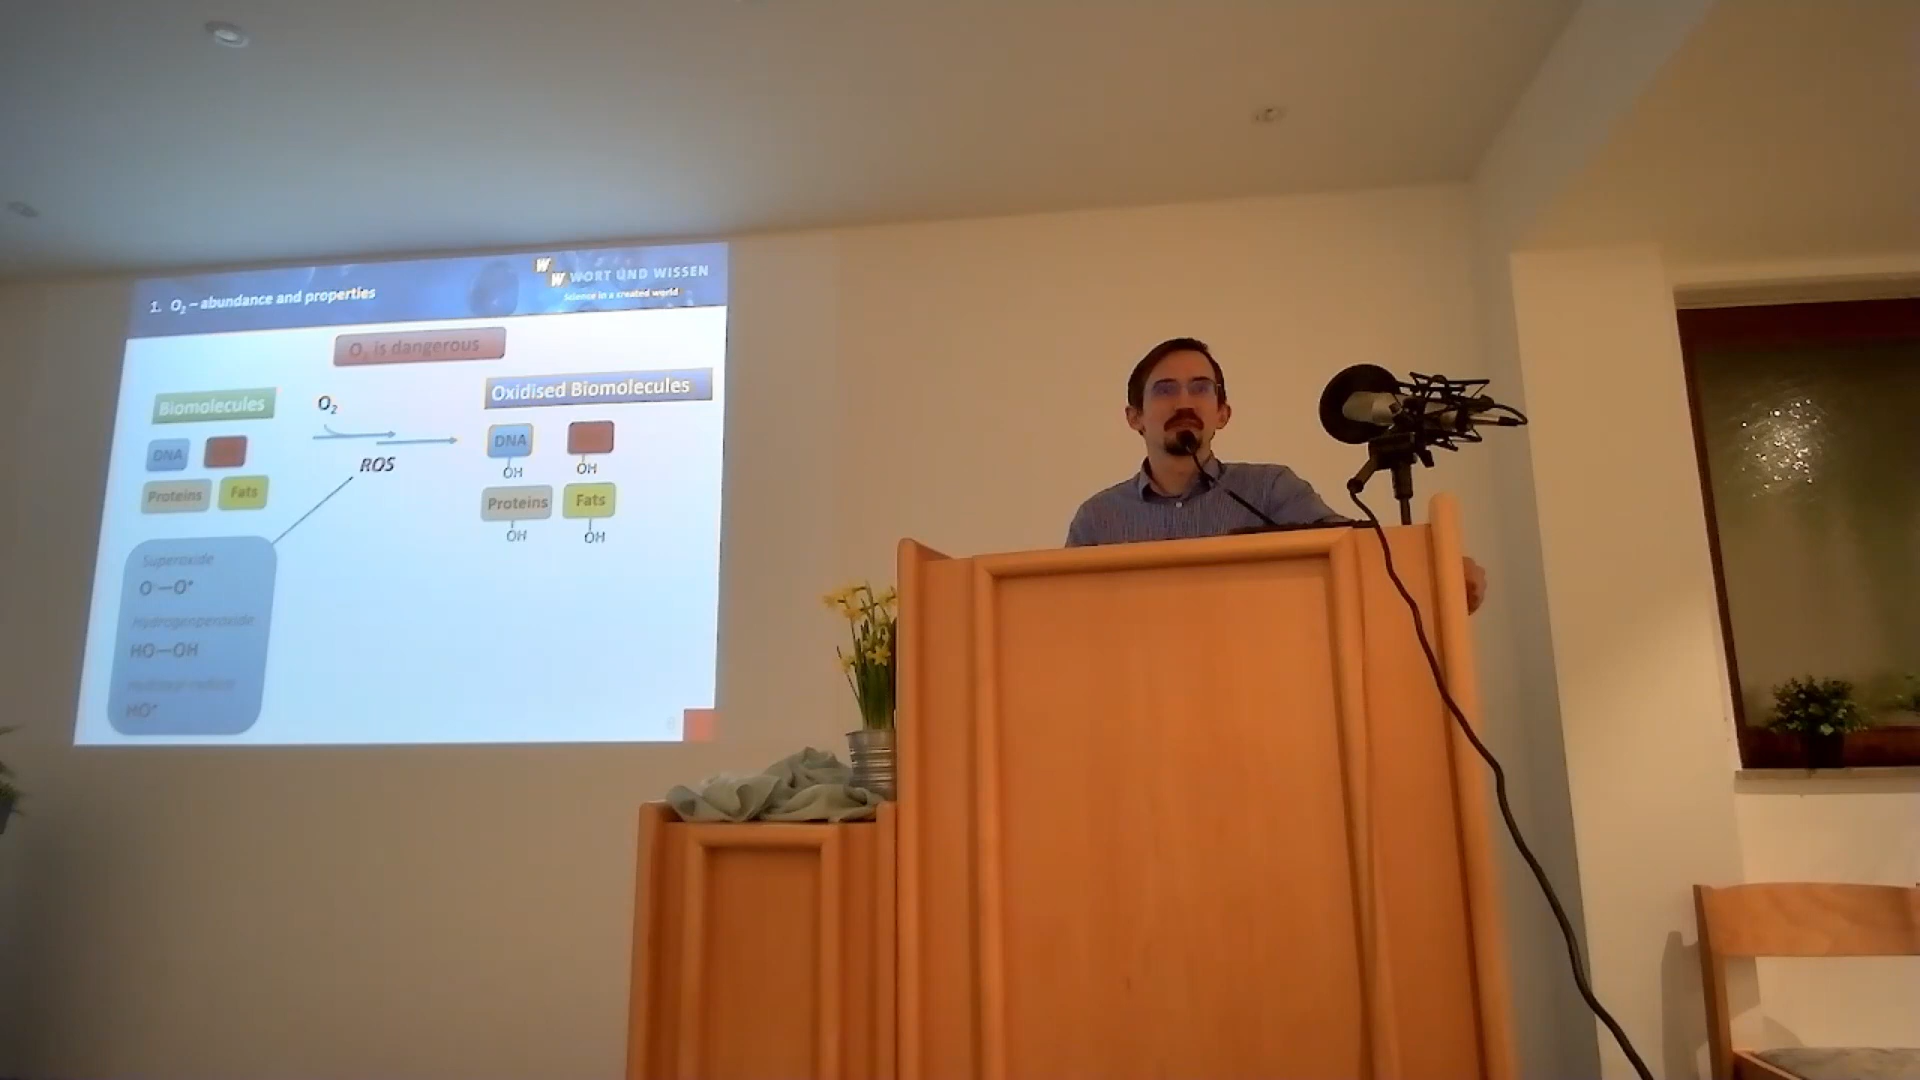 1. O₂ – abundance and properties
W
W WORT UND WISSEN
Science in a created world
O₂ is dangerous
Biomolecules
O₂
Oxidised Biomolecules
DNA
DNA
OH
OH
ROS
Proteins
Fats
Proteins
Fats
OH
OH
Superoxide
O⁻—O•
Hydrogenperoxide
HO—OH
HO•